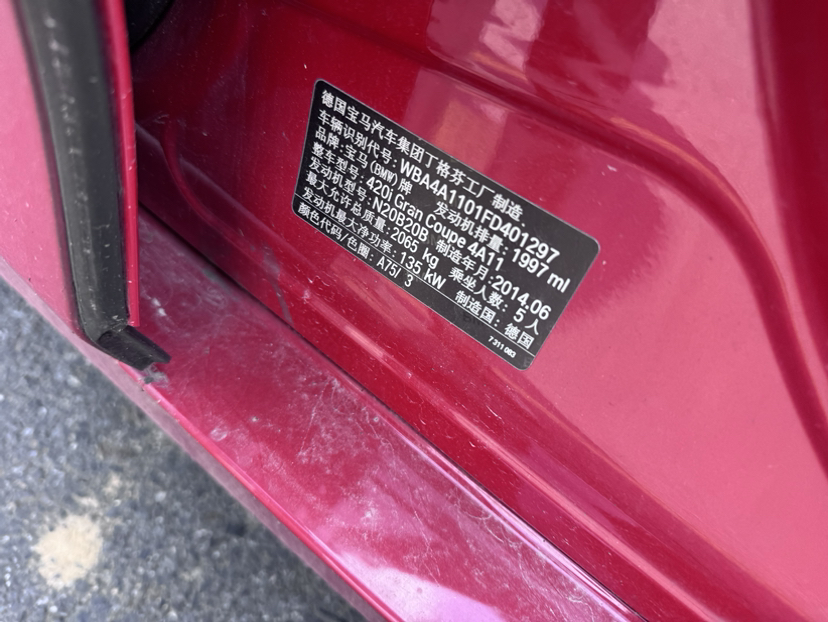 德国宝马汽车集团丁格芬工厂制造
车辆识别代号: WBA4A1101FD401297
品牌:宝马(BMW)牌 发动机排量: 1997 ml
整车型号: 420i Gran Coupe 4A11
发动机型号: N20B20B 制造年月:2014.06
最大允许总质量: 2065 kg 乘坐人数: 5 人
发动机最大净功率: 135 kW 制造国: 德国
颜色代码/色圈: A75/ 3
7 311 083